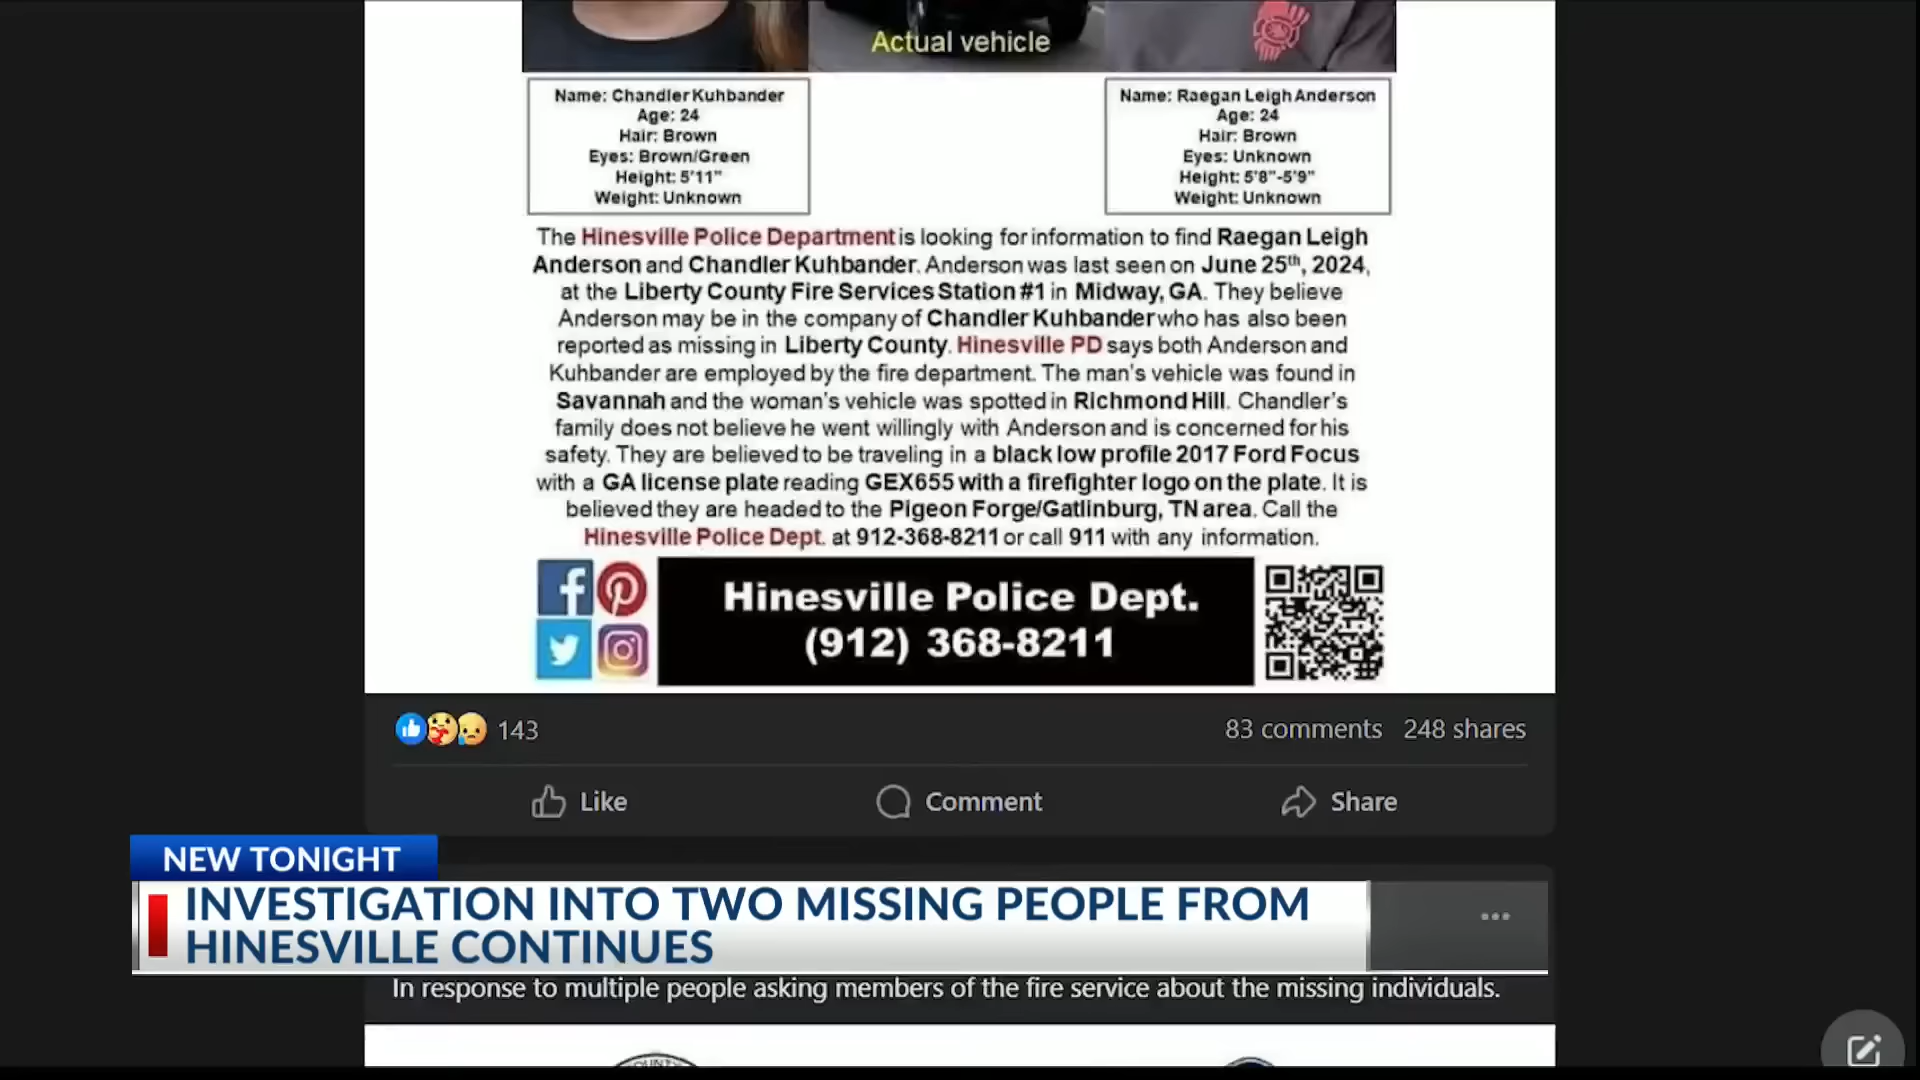 Actual vehicle
Name: Chandler Kuhbander
Age: 24
Hair: Brown
Eyes: Brown/Green
Height: 5'11"
Weight: Unknown
Name: Raegan Leigh Anderson
Age: 24
Hair: Brown
Eyes: Unknown
Height: 5'8"-5'9"
Weight: Unknown
The Hinesville Police Department is looking for information to find Raegan Leigh
Anderson and Chandler Kuhbander. Anderson was last seen on June 25th, 2024,
at the Liberty County Fire Services Station #1 in Midway, GA. They believe
Anderson may be in the company of Chandler Kuhbander who has also been
reported as missing in Liberty County. Hinesville PD says both Anderson and
Kuhbander are employed by the fire department. The man's vehicle was found in
Savannah and the woman's vehicle was spotted in Richmond Hill. Chandler's
family does not believe he went willingly with Anderson and is concerned for his
safety. They are believed to be traveling in a black low profile 2017 Ford Focus
with a GA license plate reading GEX655 with a firefighter logo on the plate. It is
believed they are headed to the Pigeon Forge/Gatlinburg, TN area. Call the
Hinesville Police Dept. at 912-368-8211 or call 911 with any information.
Hinesville Police Dept.
(912) 368-8211
143
83 comments 248 shares
Like
Comment
Share
NEW TONIGHT
INVESTIGATION INTO TWO MISSING PEOPLE FROM
HINESVILLE CONTINUES
In response to multiple people asking members of the fire service about the missing individuals.